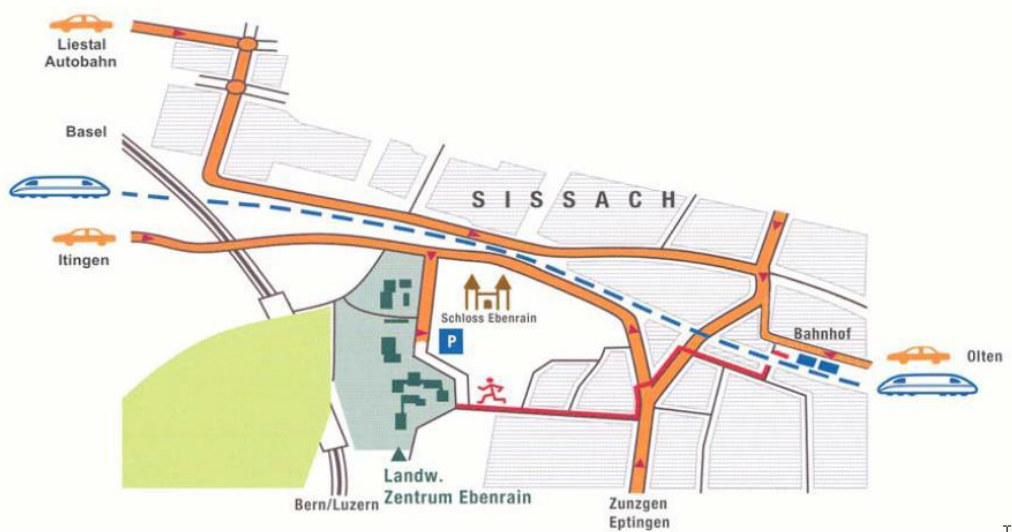 Liestal
Autobahn
Basel
SISSACH
Itingen
Schloss Ebenrain
P
Bahnhof
Olten
Landw.
Zentrum Ebenrain
Bern/Luzern
Zunzgen
Eptingen